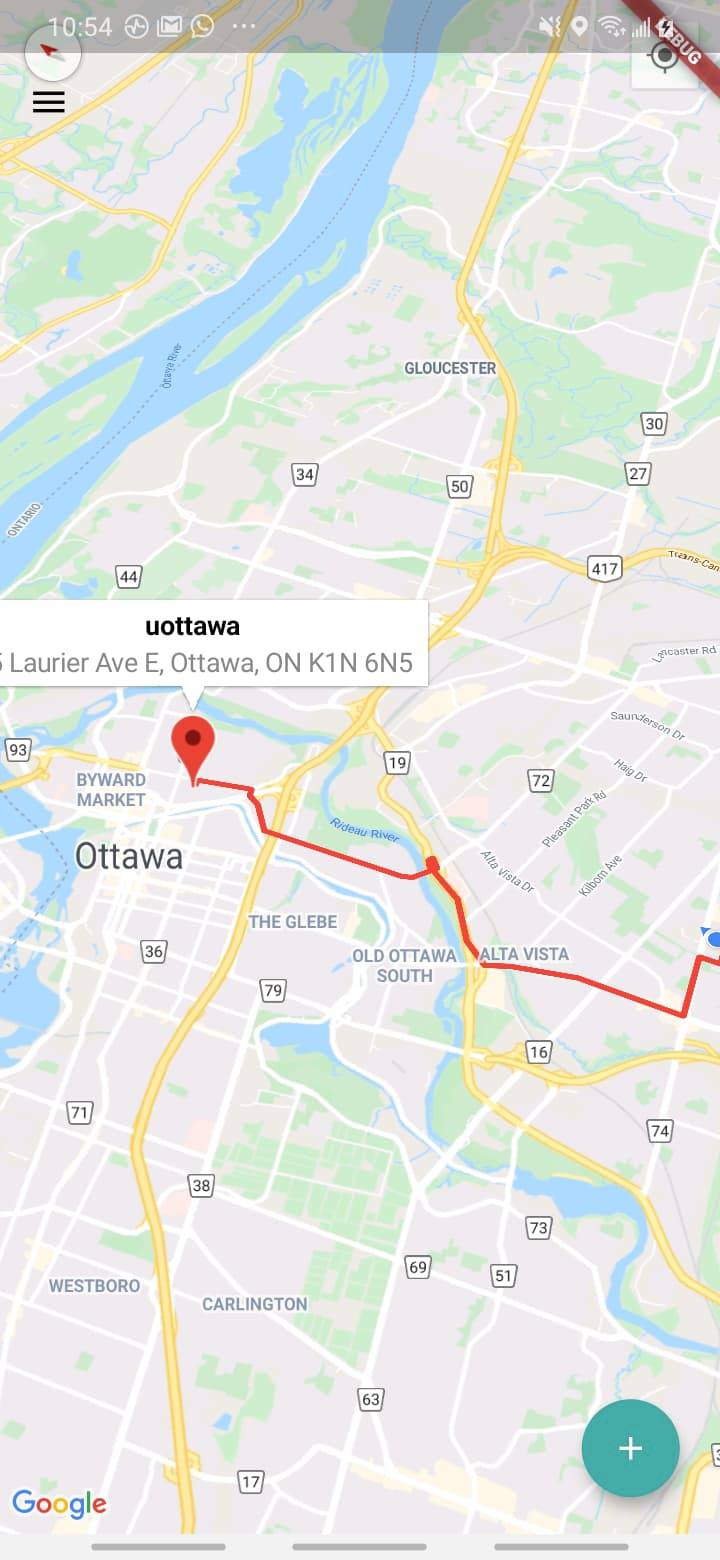 10:54
DEBUG
GLOUCESTER
Ottawa River
30
27
34
50
ONTARIO
417
Trans-Can
44
uottawa
5 Laurier Ave E, Ottawa, ON K1N 6N5
Lancaster Rd
Saunderson Dr
93
19
Haig Dr
72
BYWARD
MARKET
Pleasant Park Rd
Rideau River
Ottawa
Alta Vista Dr
Kilborn Ave
THE GLEBE
36
OLD OTTAWA
SOUTH
ALTA VISTA
79
16
71
74
38
73
69
51
WESTBORO
CARLINGTON
63
17
Google